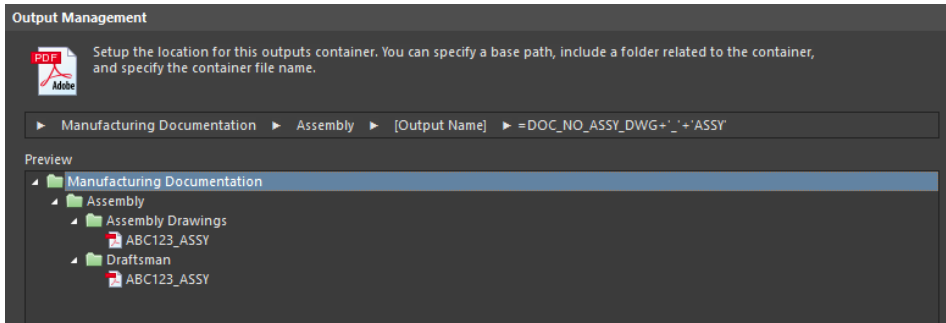 Output Management
Setup the location for this outputs container. You can specify a base path, include a folder related to the container,
and specify the container file name.
PDF
Adobe
Manufacturing Documentation Assembly [Output Name] =DOC_NO_ASSY_DWG+'_'+'ASSY'
Preview
Manufacturing Documentation
Assembly
Assembly Drawings
ABC123_ASSY
Draftsman
ABC123_ASSY